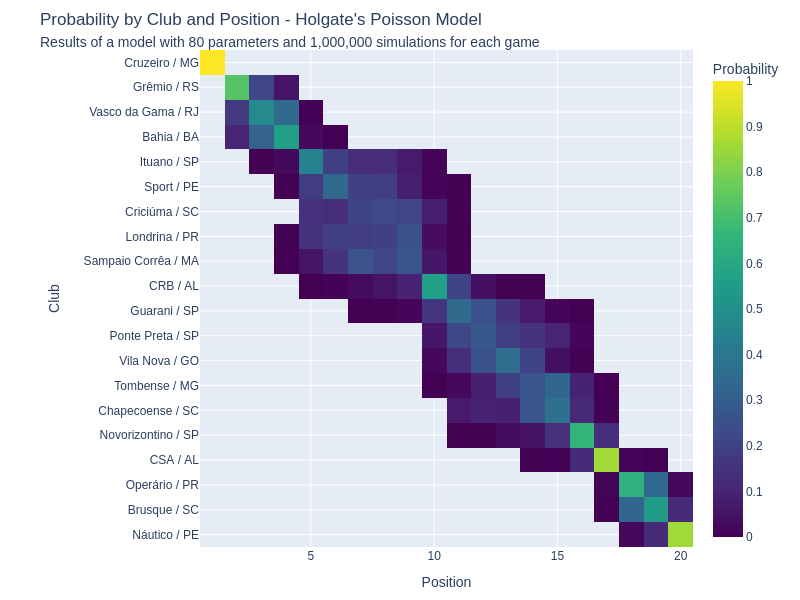 Probability by Club and Position - Holgate's Poisson Model
Results of a model with 80 parameters and 1,000,000 simulations for each game
Probability
Cruzeiro / MG
Grêmio / RS
Vasco da Gama / RJ
Bahia / BA
Ituano / SP
Sport / PE
Criciúma / SC
Londrina / PR
Sampaio Corrêa / MA
CRB / AL
Guarani / SP
Ponte Preta / SP
Vila Nova / GO
Tombense / MG
Chapecoense / SC
Novorizontino / SP
CSA / AL
Operário / PR
Brusque / SC
Náutico / PE
Club
5
10
15
20
Position
1
0.9
0.8
0.7
0.6
0.5
0.4
0.3
0.2
0.1
0